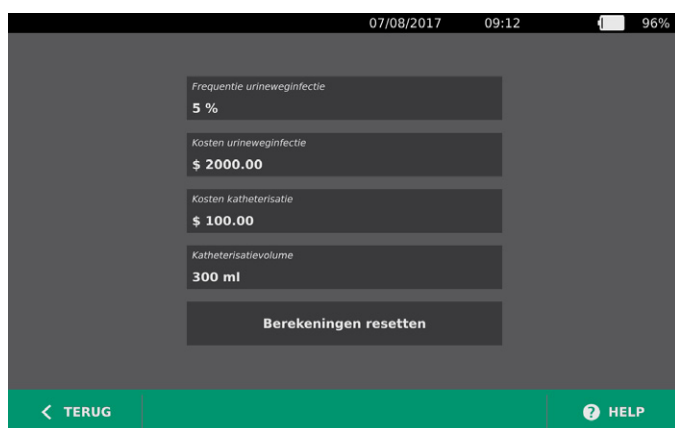 07/08/2017 09:12 96%
Frequentie urineweginfectie
5 %
Kosten urineweginfectie
$ 2000.00
Kosten katheterisatie
$ 100.00
Katheterisatievolume
300 ml
Berekeningen resetten
TERUG
? HELP